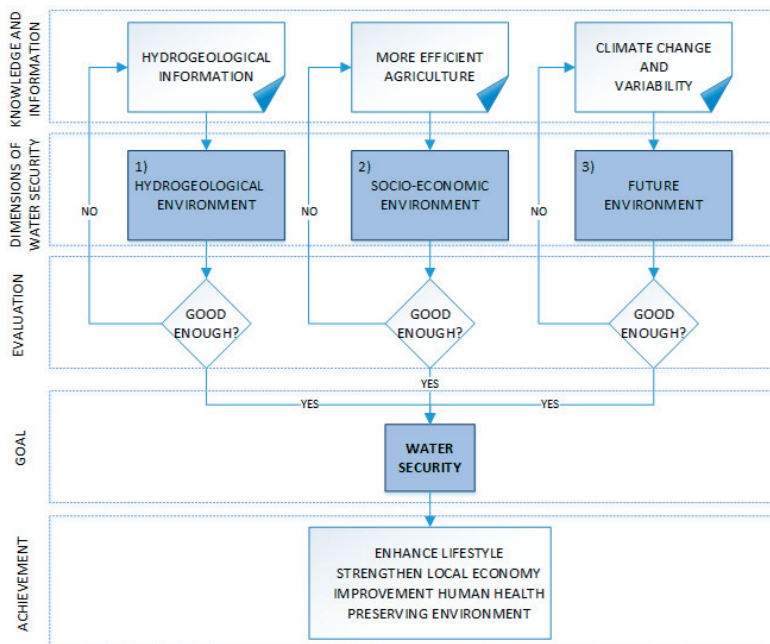 KNOWLEDGE AND
INFORMATION
HYDROGEOLOGICAL
INFORMATION
MORE EFFICIENT
AGRICULTURE
CLIMATE CHANGE
AND
VARIABILITY
DIMENSIONS OF
WATER SECURITY
1)
HYDROGEOLOGICAL
ENVIRONMENT
2)
SOCIO-ECONOMIC
ENVIRONMENT
3)
FUTURE
ENVIRONMENT
NO
NO
NO
EVALUATION
GOOD
ENOUGH?
GOOD
ENOUGH?
GOOD
ENOUGH?
YES
YES
YES
GOAL
WATER
SECURITY
ACHIEVEMENT
ENHANCE LIFESTYLE
STRENGTHEN LOCAL ECONOMY
IMPROVEMENT HUMAN HEALTH
PRESERVING ENVIRONMENT